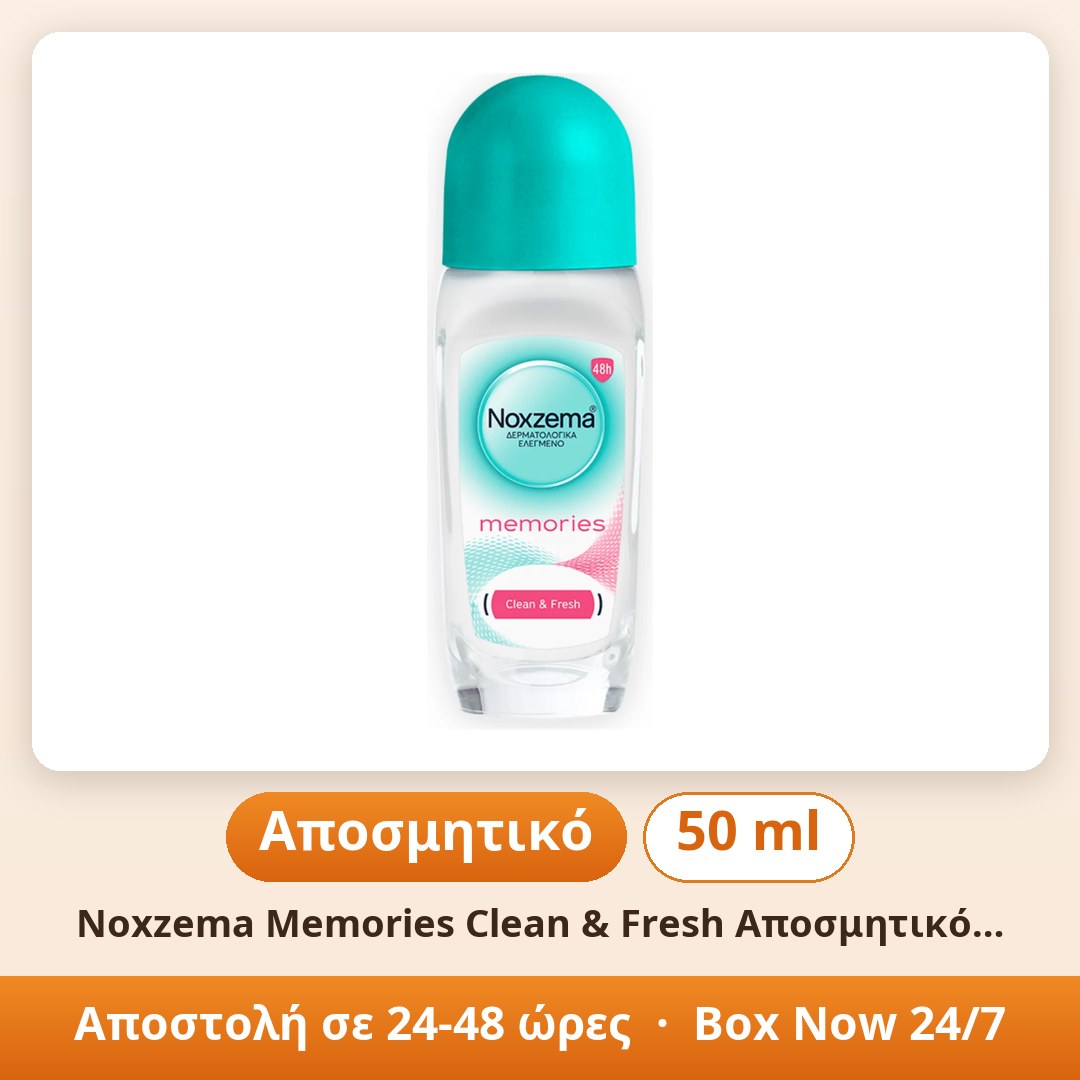 48h
Noxzema®
ΔΕΡΜΑΤΟΛΟΓΙΚΑ
ΕΛΕΓΜΕΝΟ
memories
(Clean & Fresh)
Αποσμητικό
50 ml
Noxzema Memories Clean & Fresh Αποσμητικό...
Αποστολή σε 24-48 ώρες · Box Now 24/7